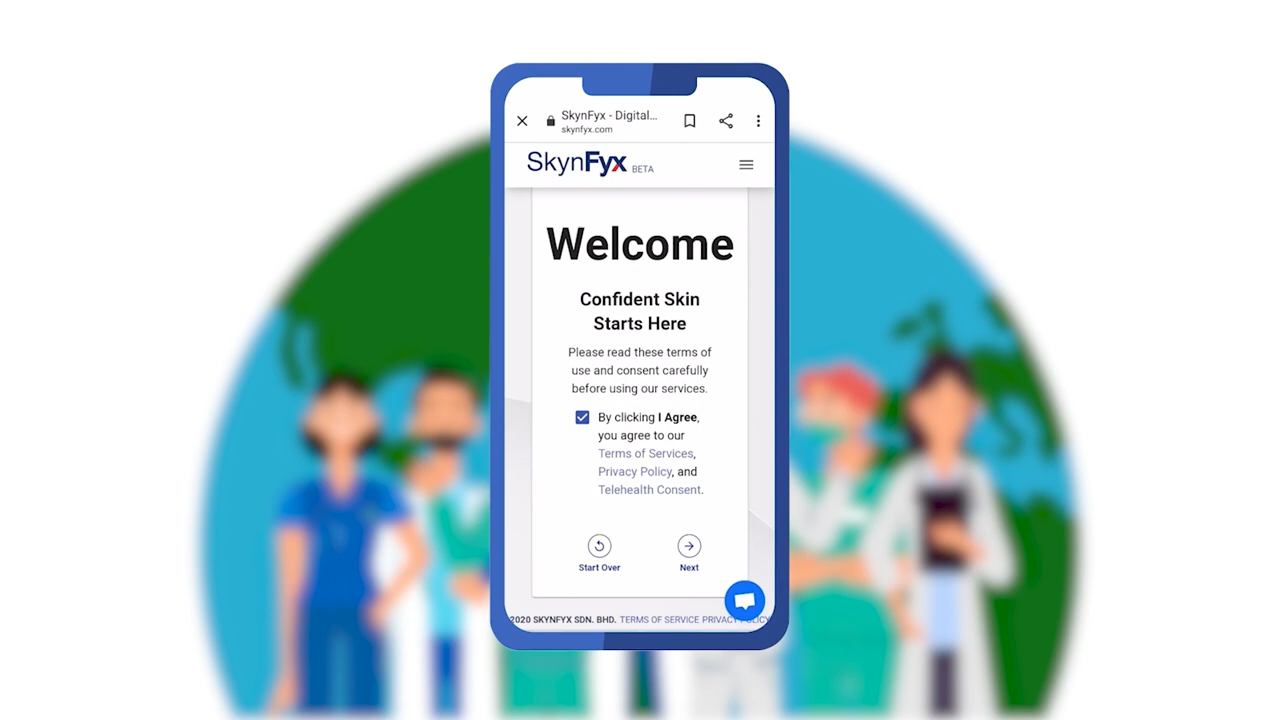 SkynFyx - Digital...
skynfyx.com
SkynFyx BETA
Welcome
Confident Skin
Starts Here
Please read these terms of
use and consent carefully
before using our services.
By clicking I Agree,
you agree to our
Terms of Services,
Privacy Policy, and
Telehealth Consent.
Start Over
Next
2020 SKYNFYX SDN. BHD. TERMS OF SERVICE PRIVACY POLICY